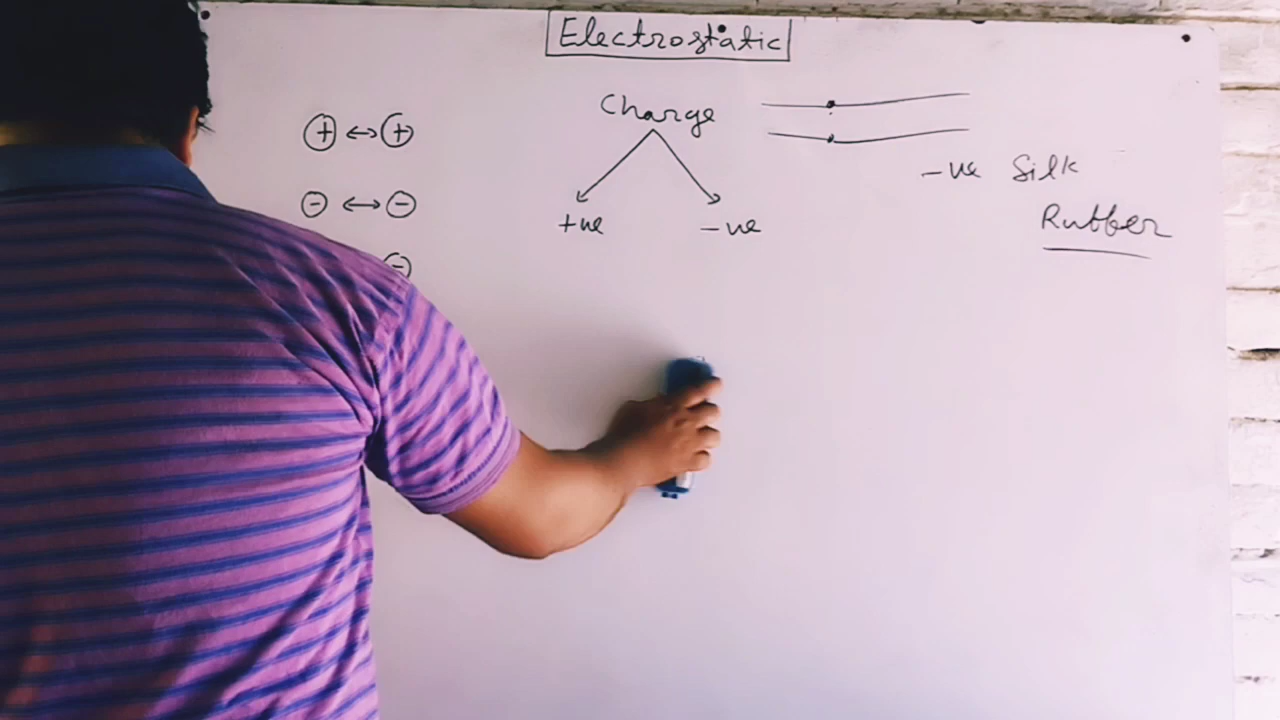 Electrostatic
Charge
+ ↔ +
- ↔ -
-
+ve
-ve
-ve Silk
Rubber